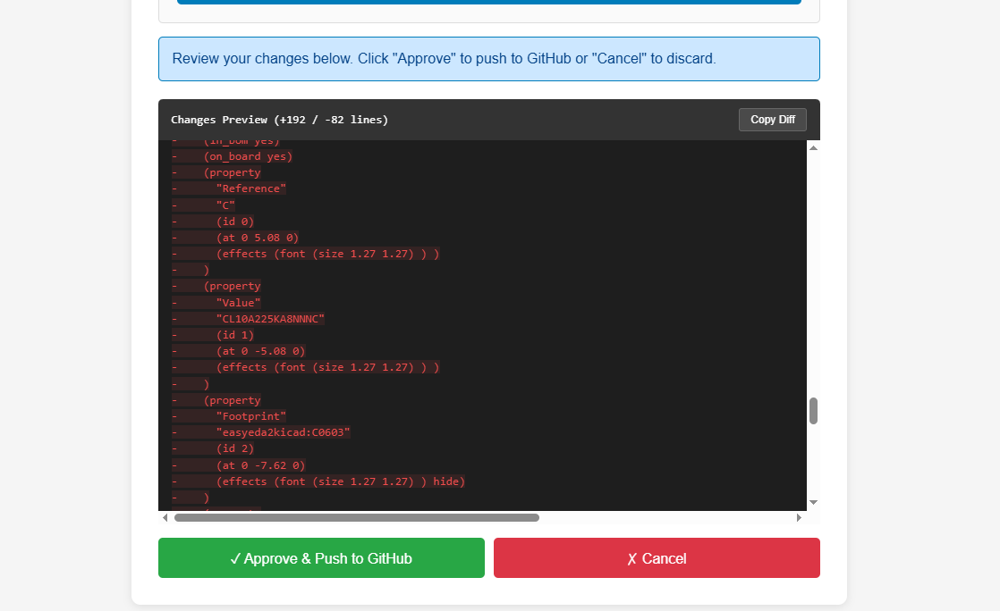 Review your changes below. Click "Approve" to push to GitHub or "Cancel" to discard.
Changes Preview (+192 / -82 lines)
Copy Diff
-    (in_bom yes)
-    (on_board yes)
-    (property
-      "Reference"
-      "C"
-      (id 0)
-      (at 0 5.08 0)
-      (effects (font (size 1.27 1.27) ) )
-    )
-    (property
-      "Value"
-      "CL10A225KA8NNNC"
-      (id 1)
-      (at 0 -5.08 0)
-      (effects (font (size 1.27 1.27) ) )
-    )
-    (property
-      "Footprint"
-      "easyeda2kicad:C0603"
-      (id 2)
-      (at 0 -7.62 0)
-      (effects (font (size 1.27 1.27) ) hide)
-    )
✓ Approve & Push to GitHub
✗ Cancel